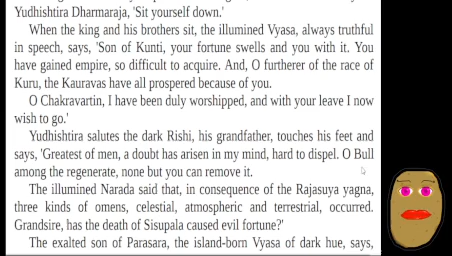 Yudhishtira Dharmaraja, 'Sit yourself down.'
When the king and his brothers sit, the illumined Vyasa, always truthful
in speech, says, 'Son of Kunti, your fortune swells and you with it. You
have gained empire, so difficult to acquire. And, O furtherer of the race of
Kuru, the Kauravas have all prospered because of you.
O Chakravartin, I have been duly worshipped, and with your leave I now
wish to go.'
Yudhishtira salutes the dark Rishi, his grandfather, touches his feet and
says, 'Greatest of men, a doubt has arisen in my mind, hard to dispel. O Bull
among the regenerate, none but you can remove it.
The illumined Narada said that, in consequence of the Rajasuya yagna,
three kinds of omens, celestial, atmospheric and terrestrial, occurred.
Grandsire, has the death of Sisupala caused evil fortune?'
The exalted son of Parasara, the island-born Vyasa of dark hue, says,